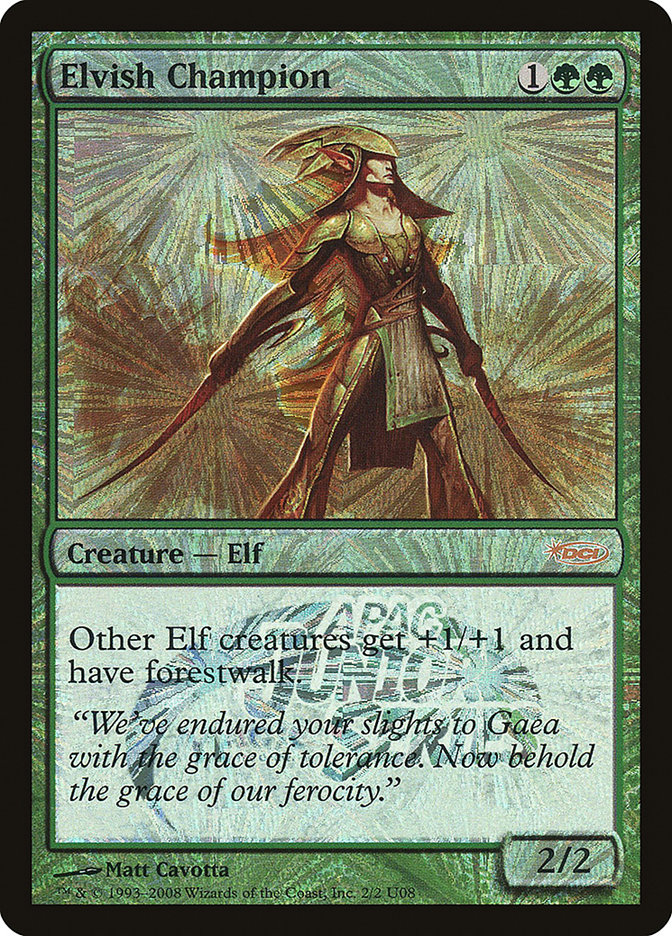 Elvish Champion 1
Creature — Elf DCI
Other Elf creatures get +1/+1 and
have forestwalk.
“We’ve endured your slights to Gaea
with the grace of tolerance. Now behold
the grace of our ferocity.”
APAC
JUNIOR
SERIES
2/2
Matt Cavotta
™ & © 1993–2008 Wizards of the Coast, Inc. 2/2 U08